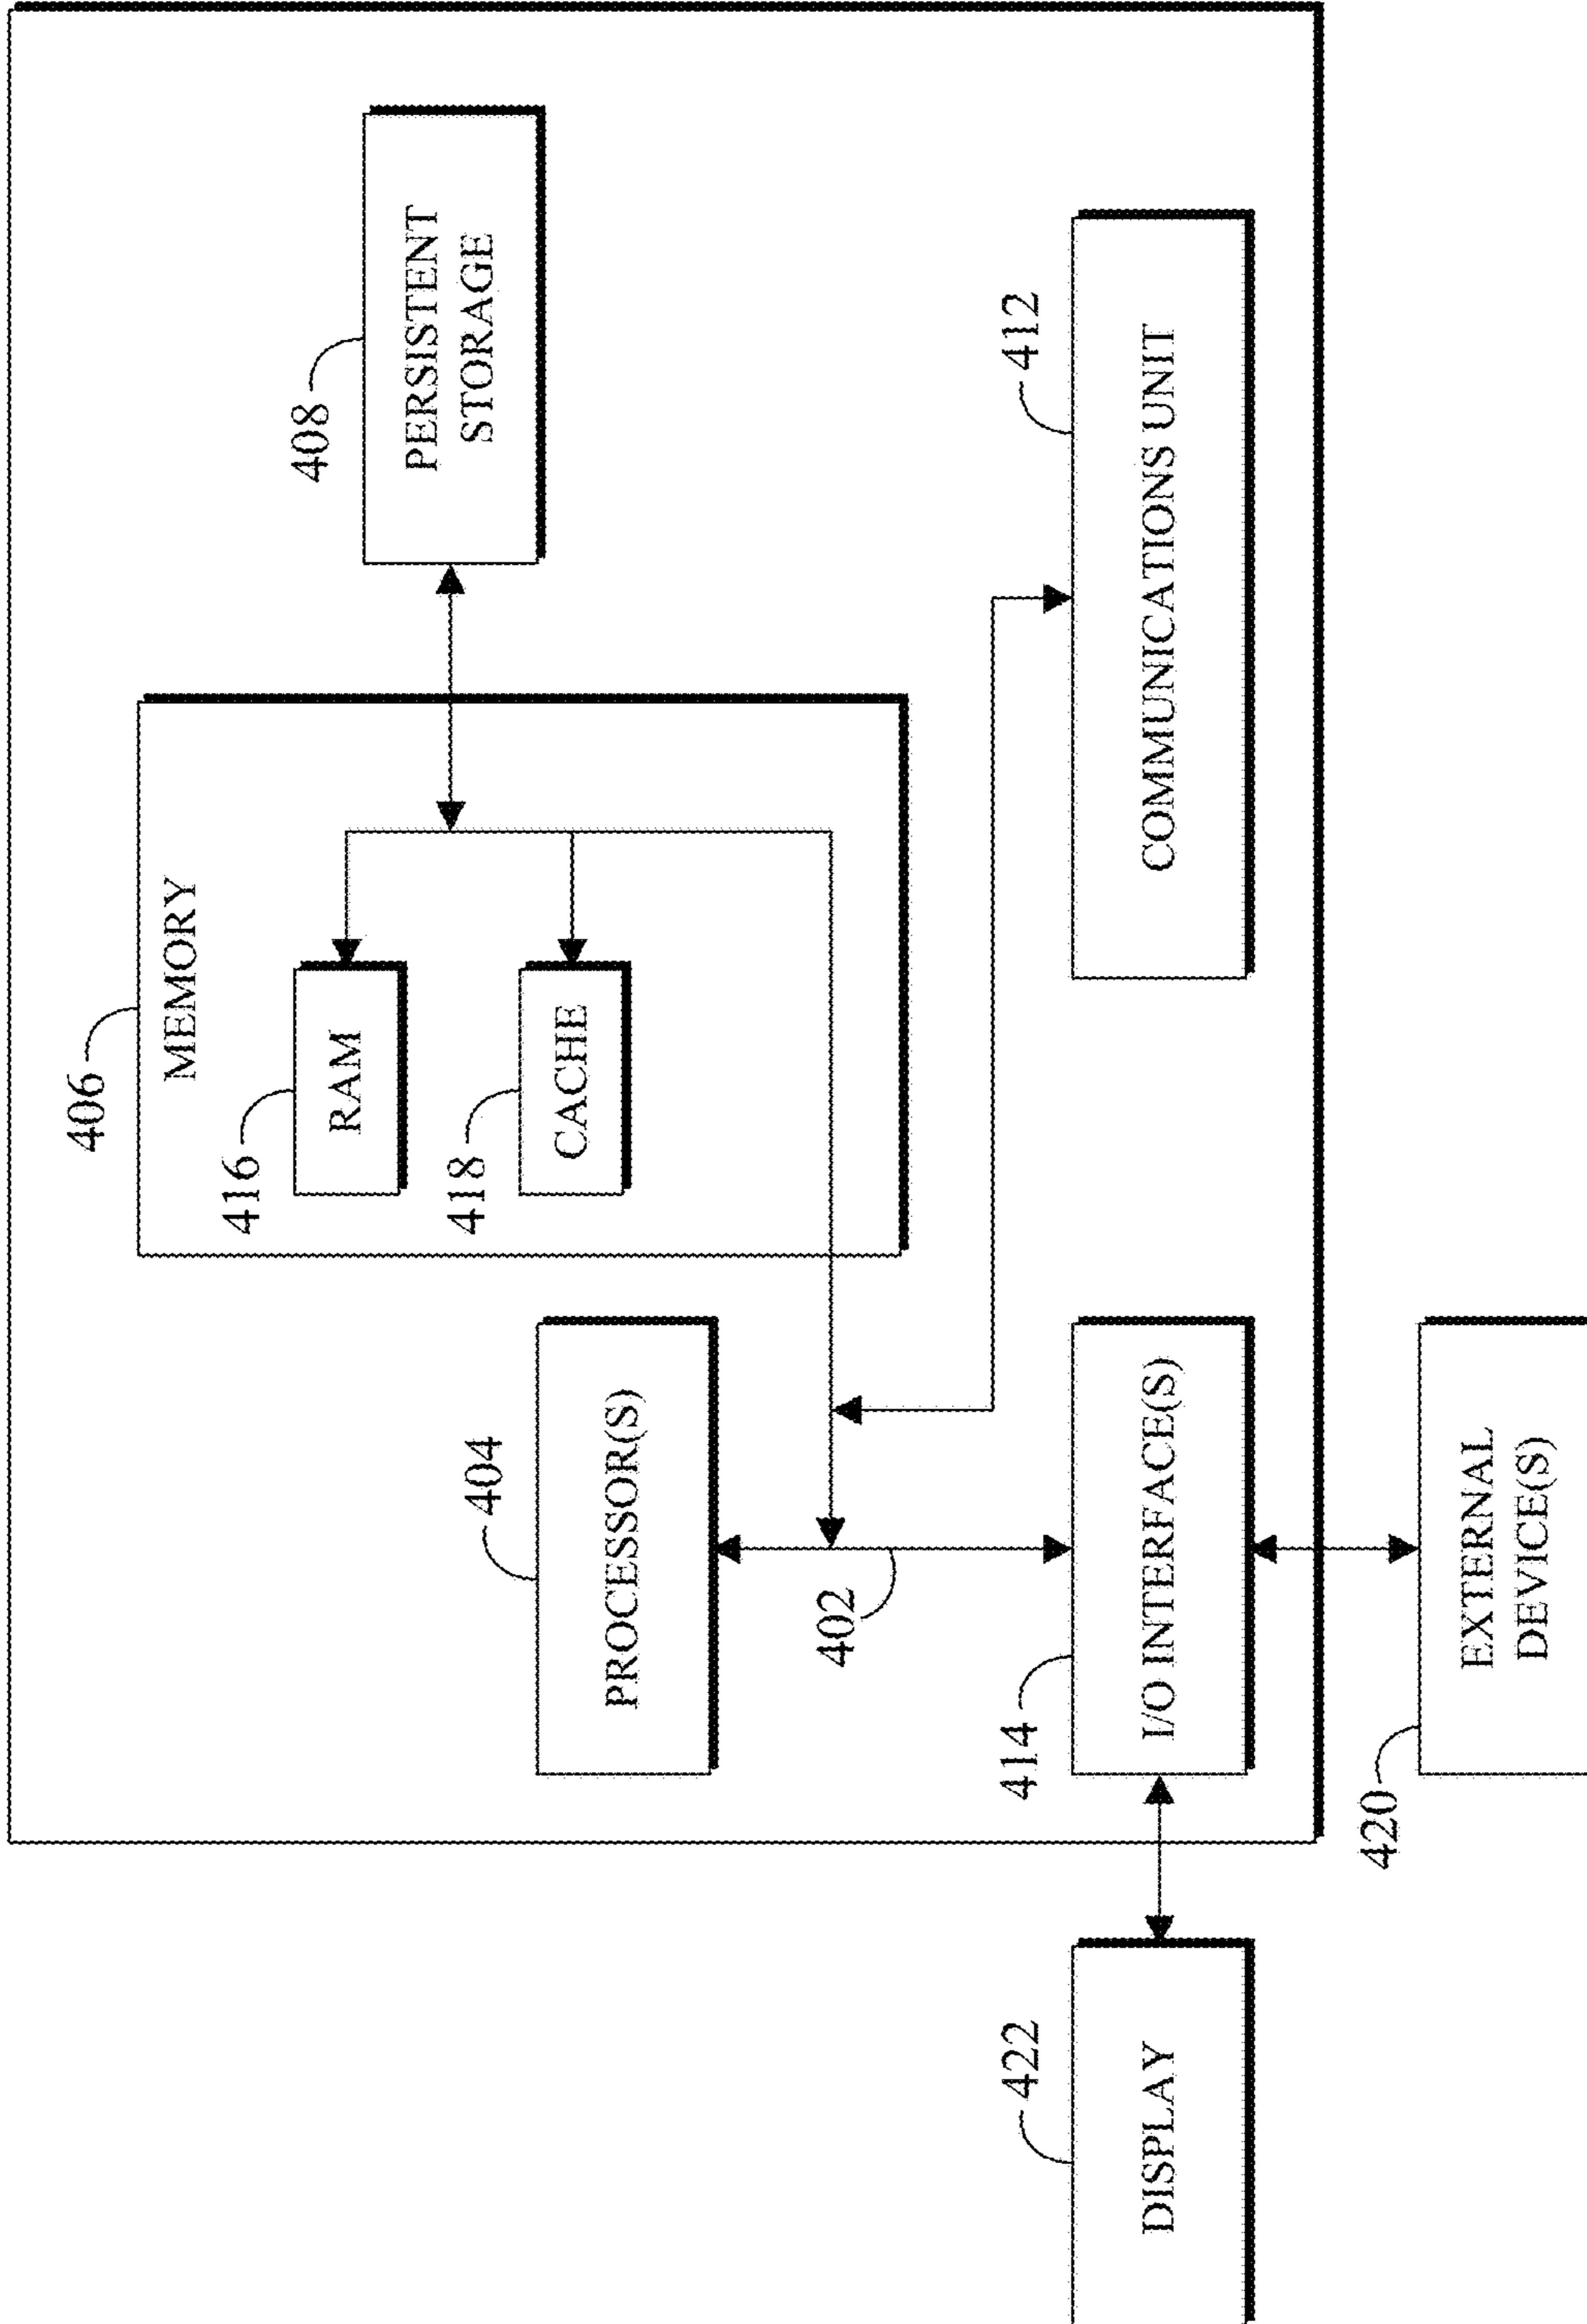 406
MEMORY
416
RAM
418
CACHE
408
PERSISTENT
STORAGE
404
PROCESSOR(S)
402
422
DISPLAY
414
I/O INTERFACE(S)
412
COMMUNICATIONS UNIT
420
EXTERNAL
DEVICE(S)